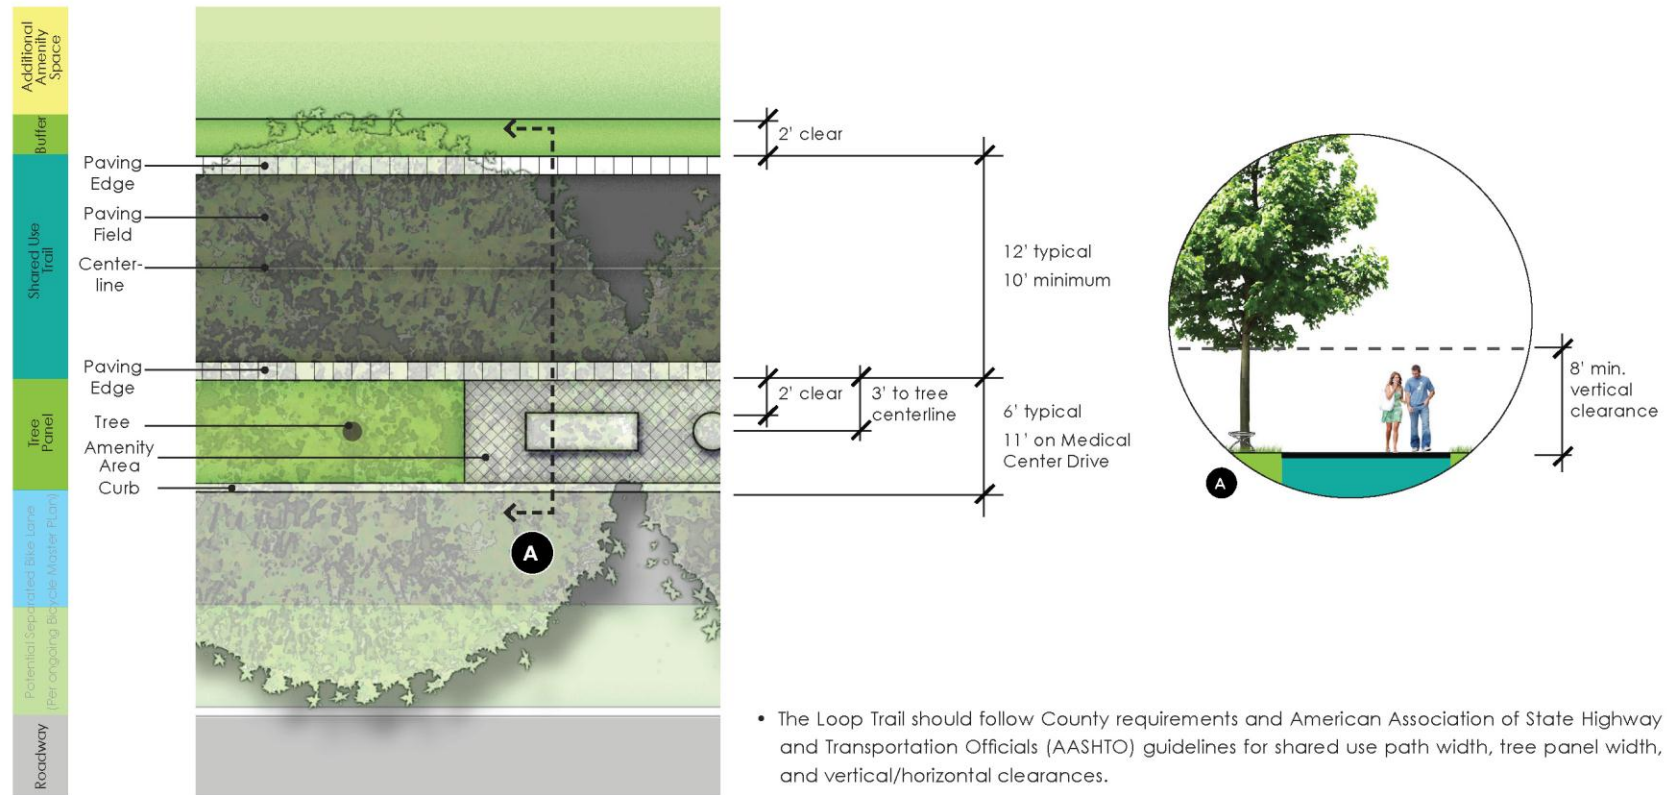 Additional
Amenity
Space
Buffer
Shared Use
Trail
Tree
Panel
Potential Separated Bike Lane
(Per ongoing Bicycle Master PLan)
Roadway
Paving
Edge
Paving
Field
Center-
line
Paving
Edge
Tree
Amenity
Area
Curb
A
2' clear
12' typical
10' minimum
2' clear
3' to tree
centerline
6' typical
11' on Medical
Center Drive
8' min.
vertical
clearance
A
• The Loop Trail should follow County requirements and American Association of State Highway
and Transportation Officials (AASHTO) guidelines for shared use path width, tree panel width,
and vertical/horizontal clearances.